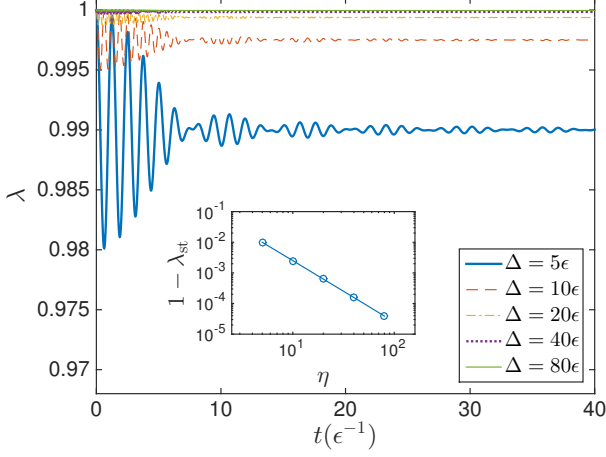 1
0.995
0.99
0.985
0.98
0.975
0.97
λ
0
10
20
30
40
t(ϵ⁻¹)
10⁻¹
10⁻²
10⁻³
10⁻⁴
10⁻⁵
1 − λst
10¹
10²
η
Δ = 5ϵ
Δ = 10ϵ
Δ = 20ϵ
Δ = 40ϵ
Δ = 80ϵ